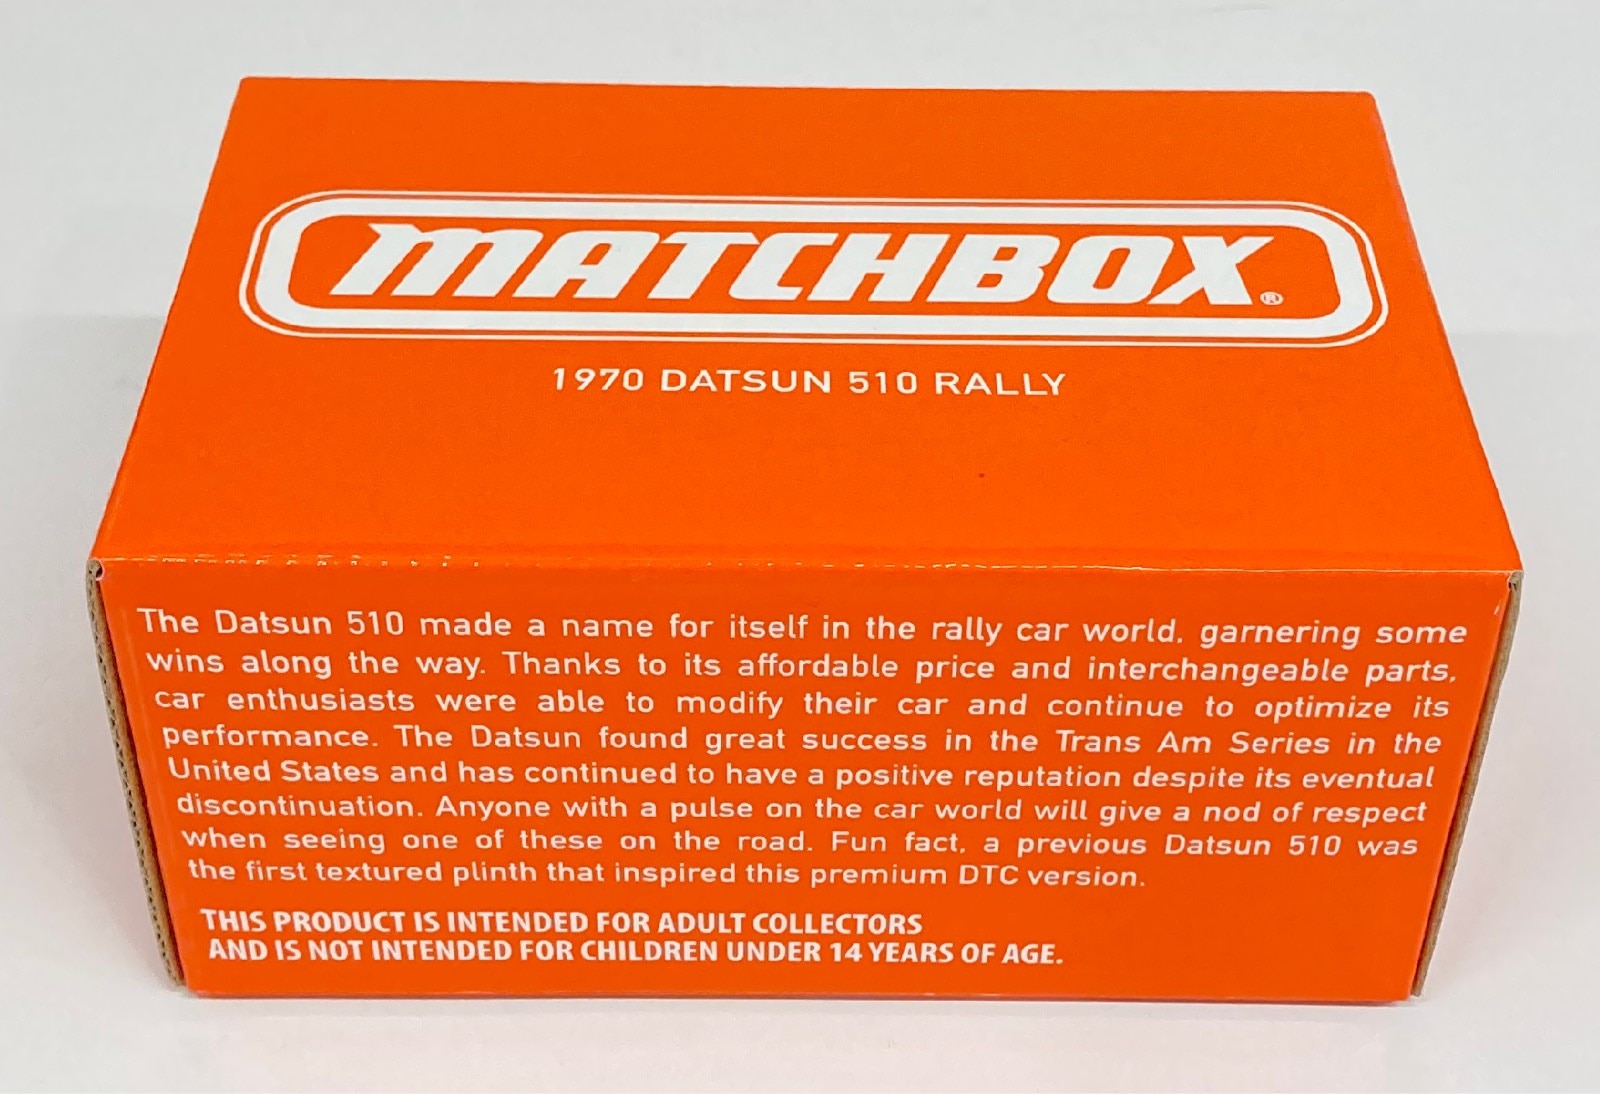 MATCHBOX®
1970 DATSUN 510 RALLY
The Datsun 510 made a name for itself in the rally car world, garnering some
wins along the way. Thanks to its affordable price and interchangeable parts,
car enthusiasts were able to modify their car and continue to optimize its
performance. The Datsun found great success in the Trans Am Series in the
United States and has continued to have a positive reputation despite its eventual
discontinuation. Anyone with a pulse on the car world will give a nod of respect
when seeing one of these on the road. Fun fact, a previous Datsun 510 was
the first textured plinth that inspired this premium DTC version.
THIS PRODUCT IS INTENDED FOR ADULT COLLECTORS
AND IS NOT INTENDED FOR CHILDREN UNDER 14 YEARS OF AGE.